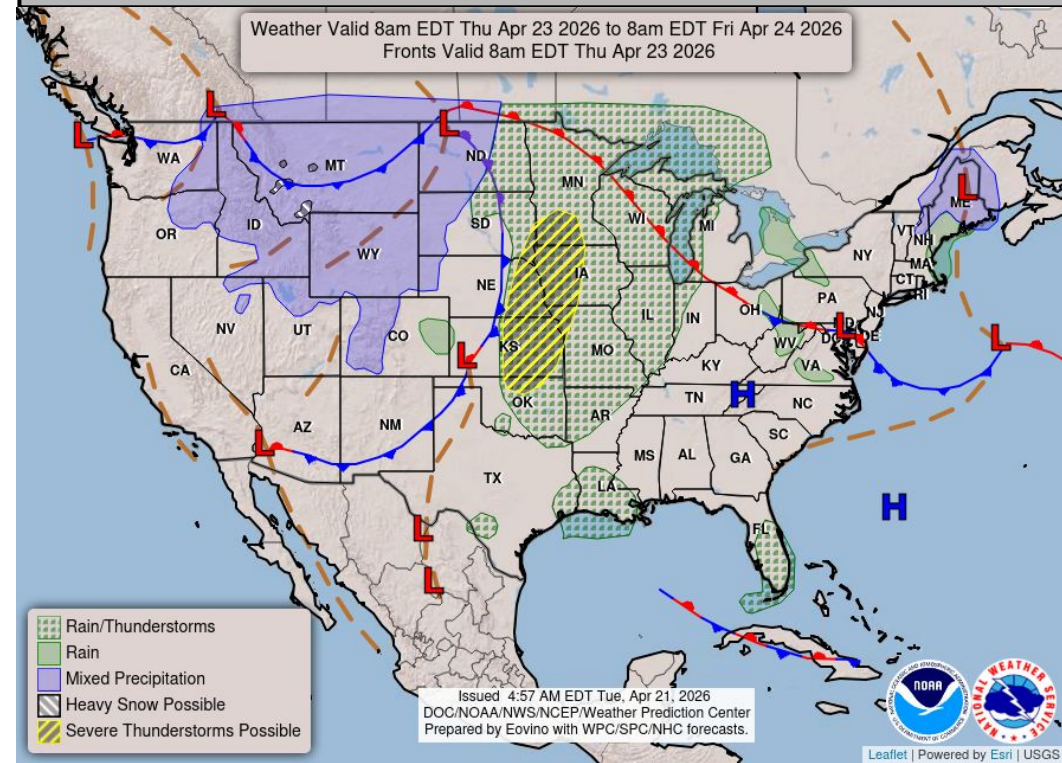 Weather Valid 8am EDT Thu Apr 23 2026 to 8am EDT Fri Apr 24 2026
Fronts Valid 8am EDT Thu Apr 23 2026
L
L
L
WA
MT
ND
MN
ME
L
OR
ID
WY
SD
WI
MI
VT
NH
NY
MA
CT
RI
NE
IA
PA
NJ
NV
UT
CO
IL
IN
OH
L
DE
L
CA
L
KS
MO
WV
VA
KY
AZ
NM
OK
AR
TN
H
NC
L
SC
TX
MS
AL
GA
LA
H
FL
L
L
Rain/Thunderstorms
Rain
Mixed Precipitation
Heavy Snow Possible
Severe Thunderstorms Possible
Issued 4:57 AM EDT Tue, Apr 21, 2026
DOC/NOAA/NWS/NCEP/Weather Prediction Center
Prepared by Eovino with WPC/SPC/NHC forecasts.
NOAA
NATIONAL WEATHER SERVICE
Leaflet | Powered by Esri | USGS